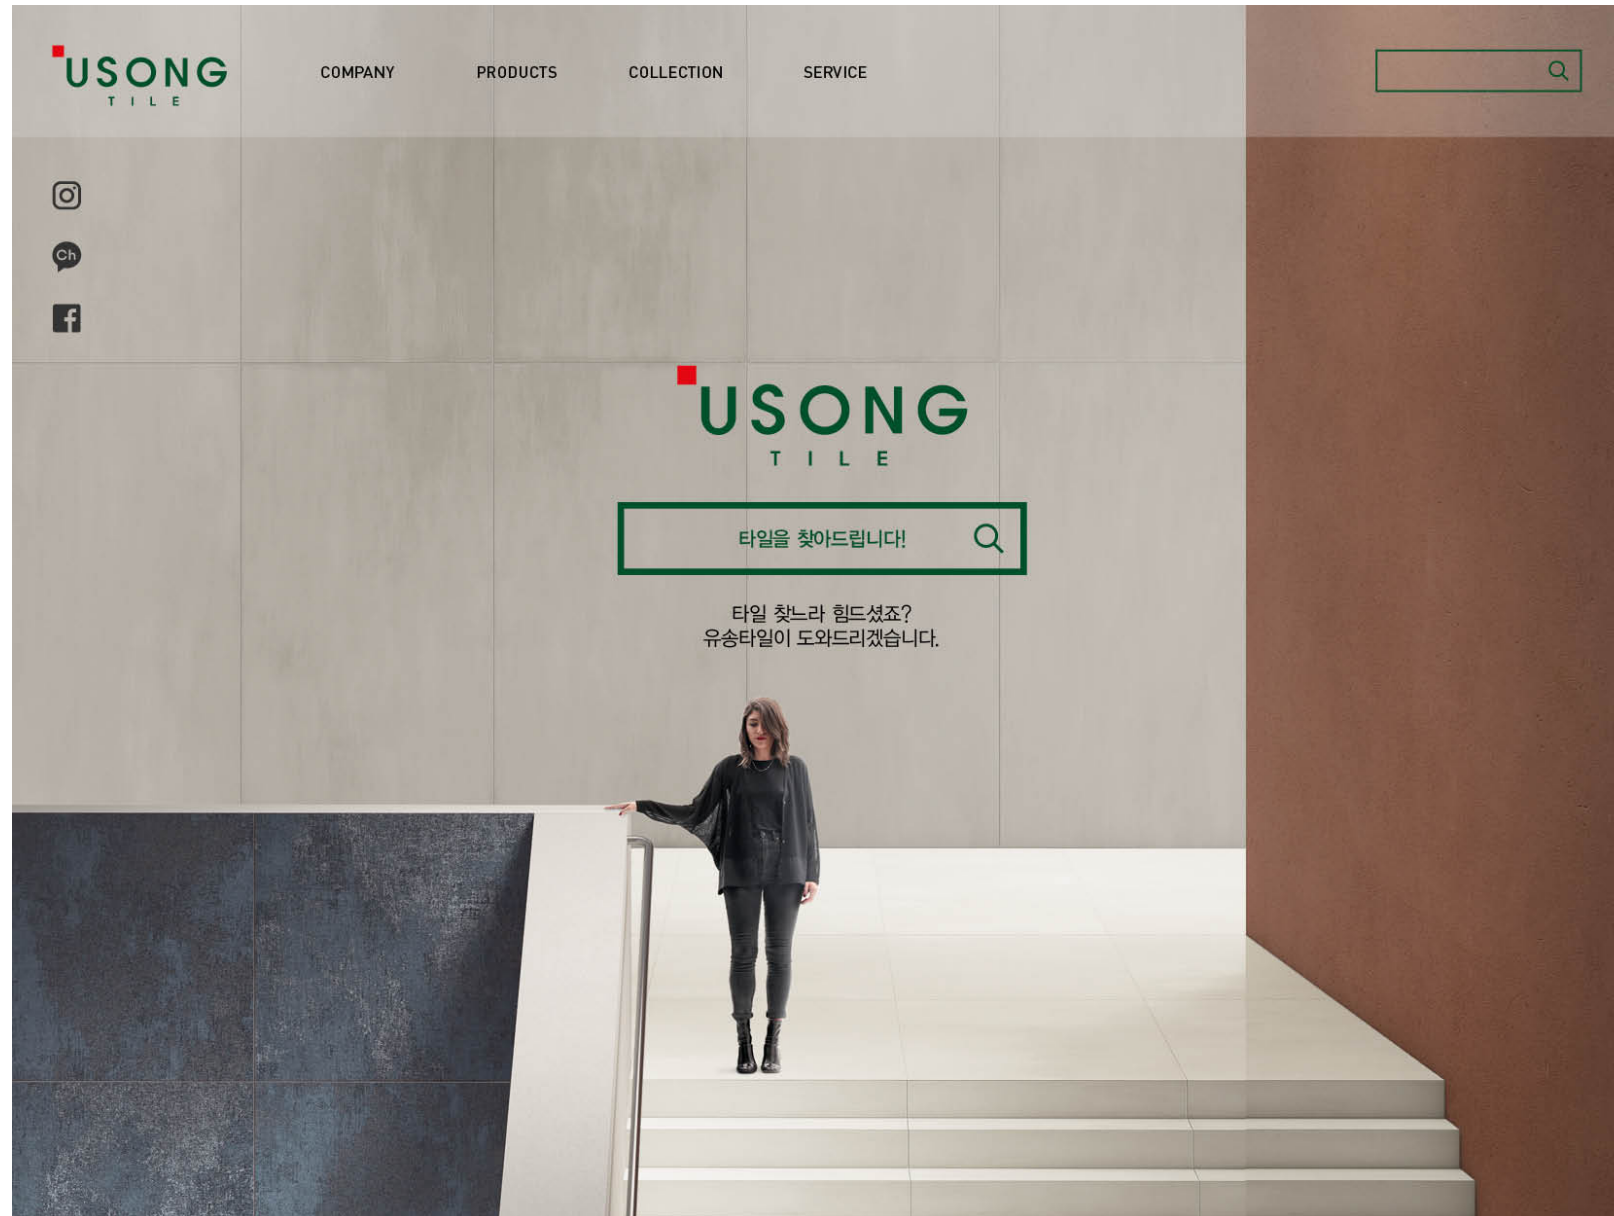 USONG
TILE
COMPANY PRODUCTS COLLECTION SERVICE
Ch
USONG
TILE
타일을 찾아드립니다!
타일 찾느라 힘드셨죠?
유송타일이 도와드리겠습니다.